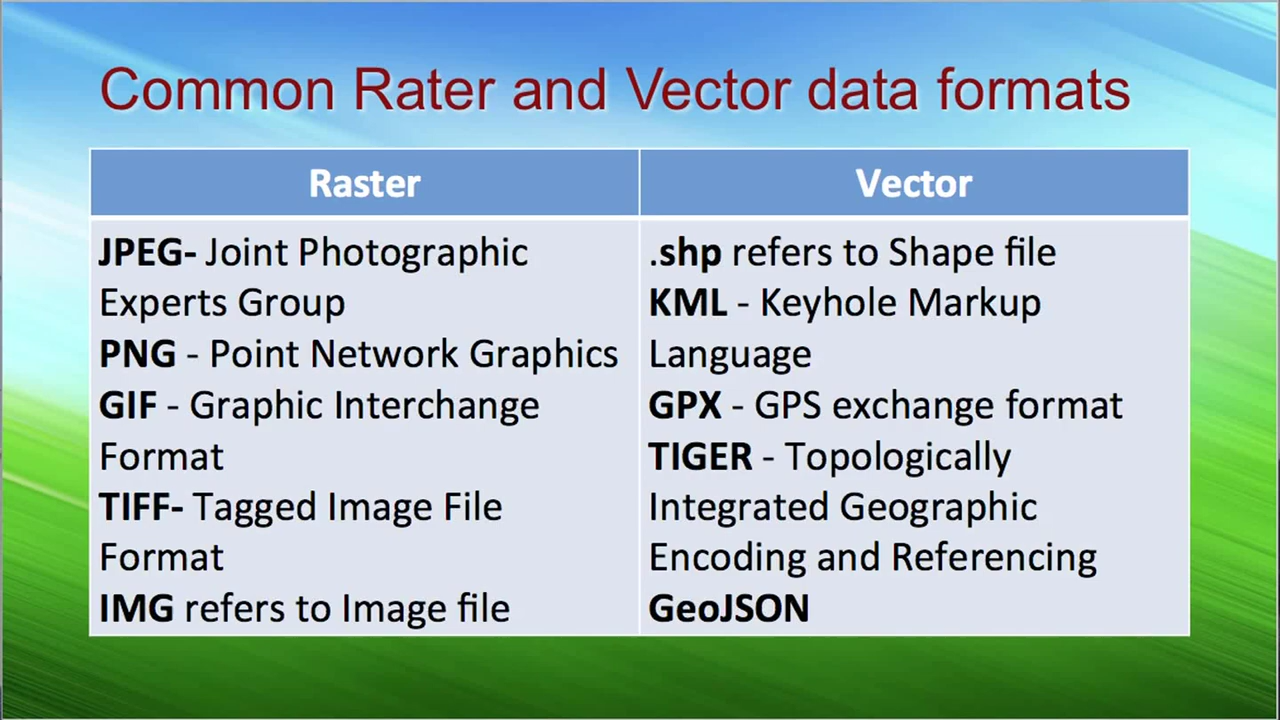 Common Rater and Vector data formats
Raster
JPEG- Joint Photographic
Experts Group
PNG - Point Network Graphics
GIF - Graphic Interchange
Format
TIFF- Tagged Image File
Format
IMG refers to Image file
Vector
.shp refers to Shape file
KML - Keyhole Markup
Language
GPX - GPS exchange format
TIGER - Topologically
Integrated Geographic
Encoding and Referencing
GeoJSON